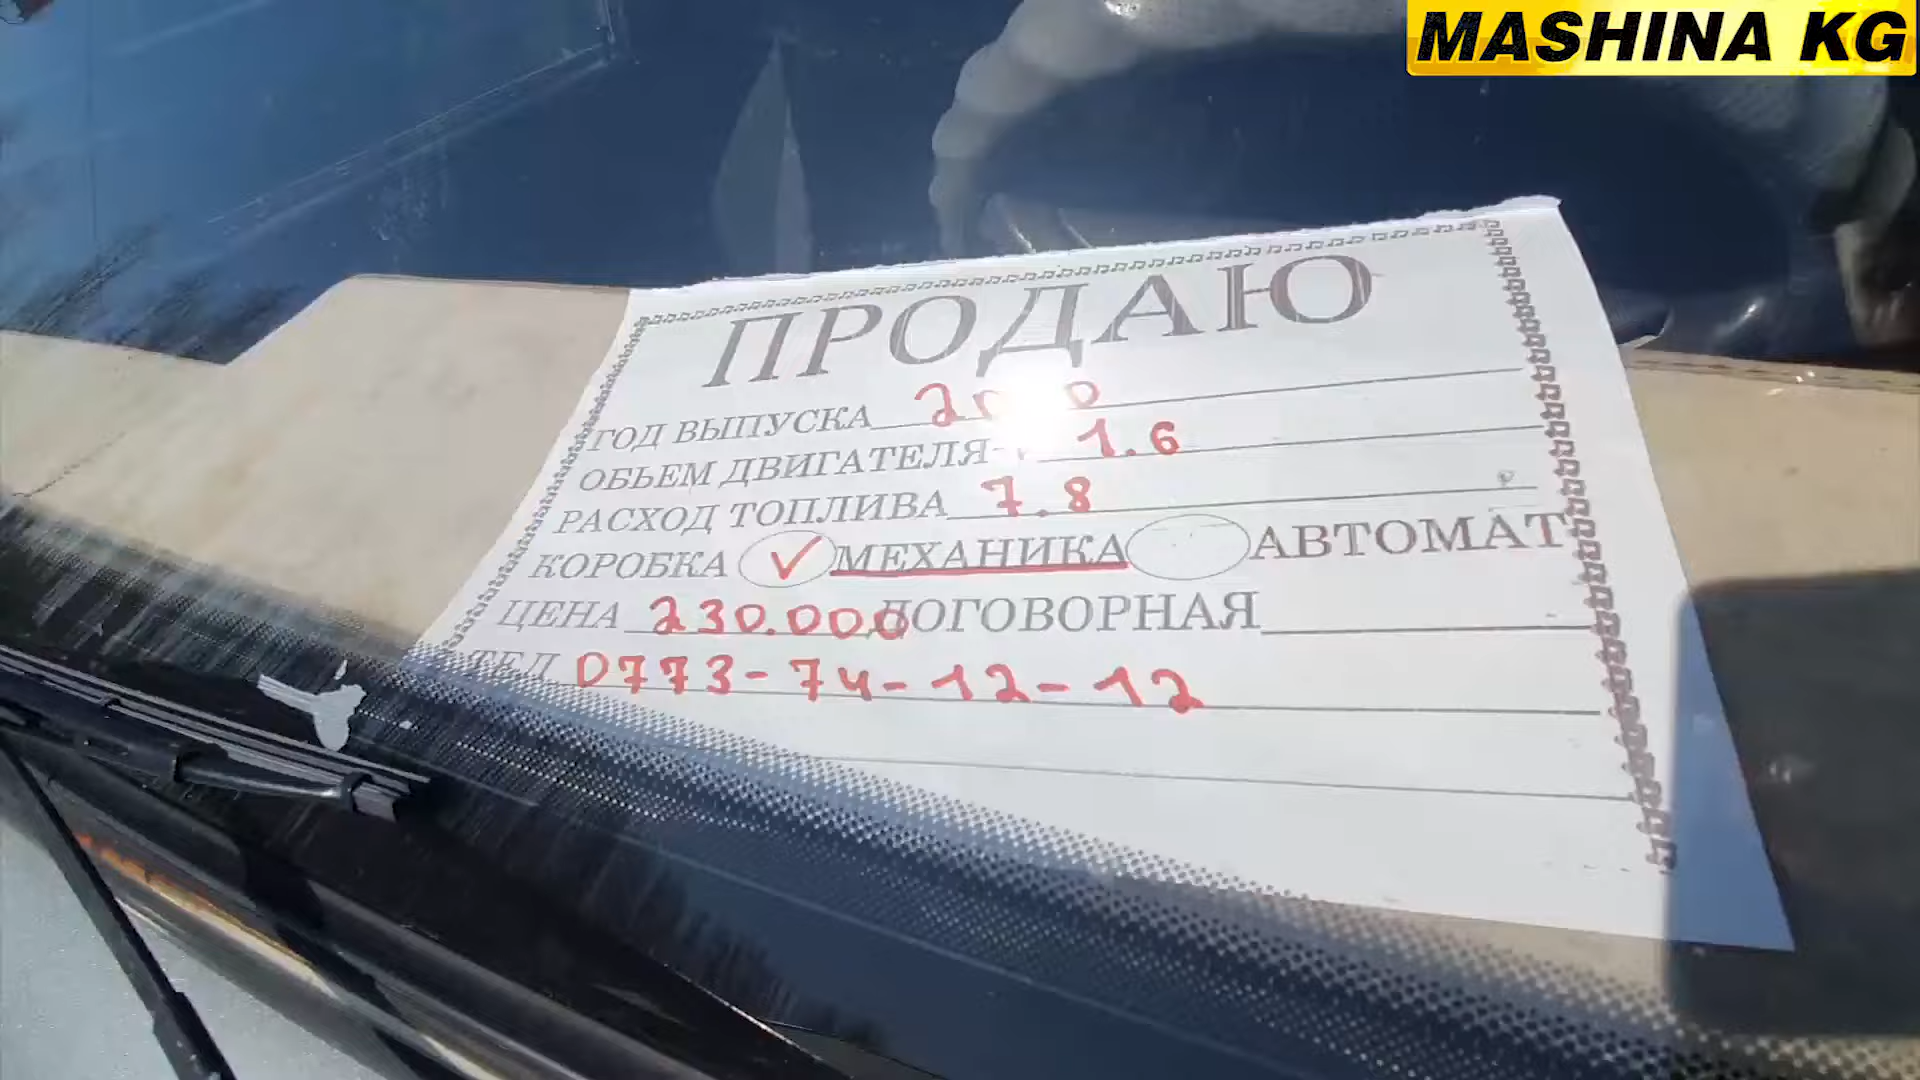 MASHINA KG
ПРОДАЮ
ГОД ВЫПУСКА
ОБЬЕМ ДВИГАТЕЛЯ- 1.6
РАСХОД ТОПЛИВА 7.8
КОРОБКА ✓ МЕХАНИКА АВТОМАТ
ЦЕНА 230.000 ДОГОВОРНАЯ
ТЕЛ 0773-74-12-12